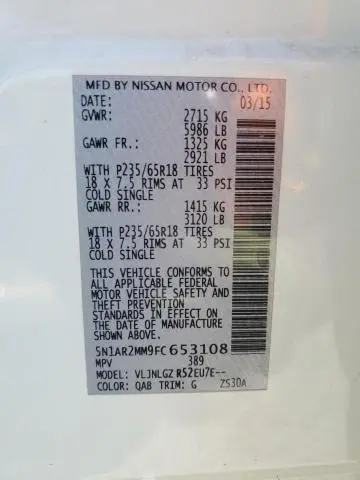 MFD BY NISSAN MOTOR CO., LTD.
DATE: 03/15
GVWR: 2715 KG
5986 LB
GAWR FR.: 1325 KG
2921 LB
WITH P235/65R18 TIRES
18 X 7.5 RIMS AT 33 PSI
COLD SINGLE
GAWR RR.: 1415 KG
3120 LB
WITH P235/65R18 TIRES
18 X 7.5 RIMS AT 33 PSI
COLD SINGLE
THIS VEHICLE CONFORMS TO
ALL APPLICABLE FEDERAL
MOTOR VEHICLE SAFETY
STANDARDS IN EFFECT ON
THE DATE OF MANUFACTURE
SHOWN ABOVE.
5N1AR2MM9FC653108
MPV 389
MODEL: VLJNLGZ R52EU7E--
COLOR: QAB TRIM: G ZS30A